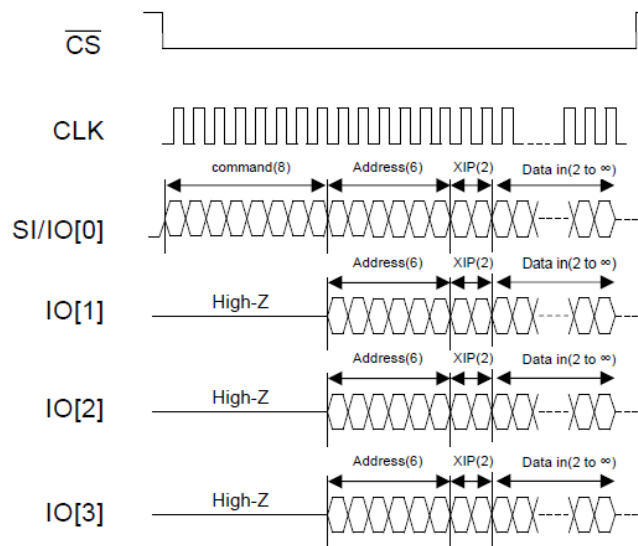 CS
CLK
command(8) Address(6) XIP(2) Data in(2 to ∞)
SI/IO[0]
Address(6) XIP(2) Data in(2 to ∞)
High-Z
IO[1]
Address(6) XIP(2) Data in(2 to ∞)
High-Z
IO[2]
Address(6) XIP(2) Data in(2 to ∞)
High-Z
IO[3]